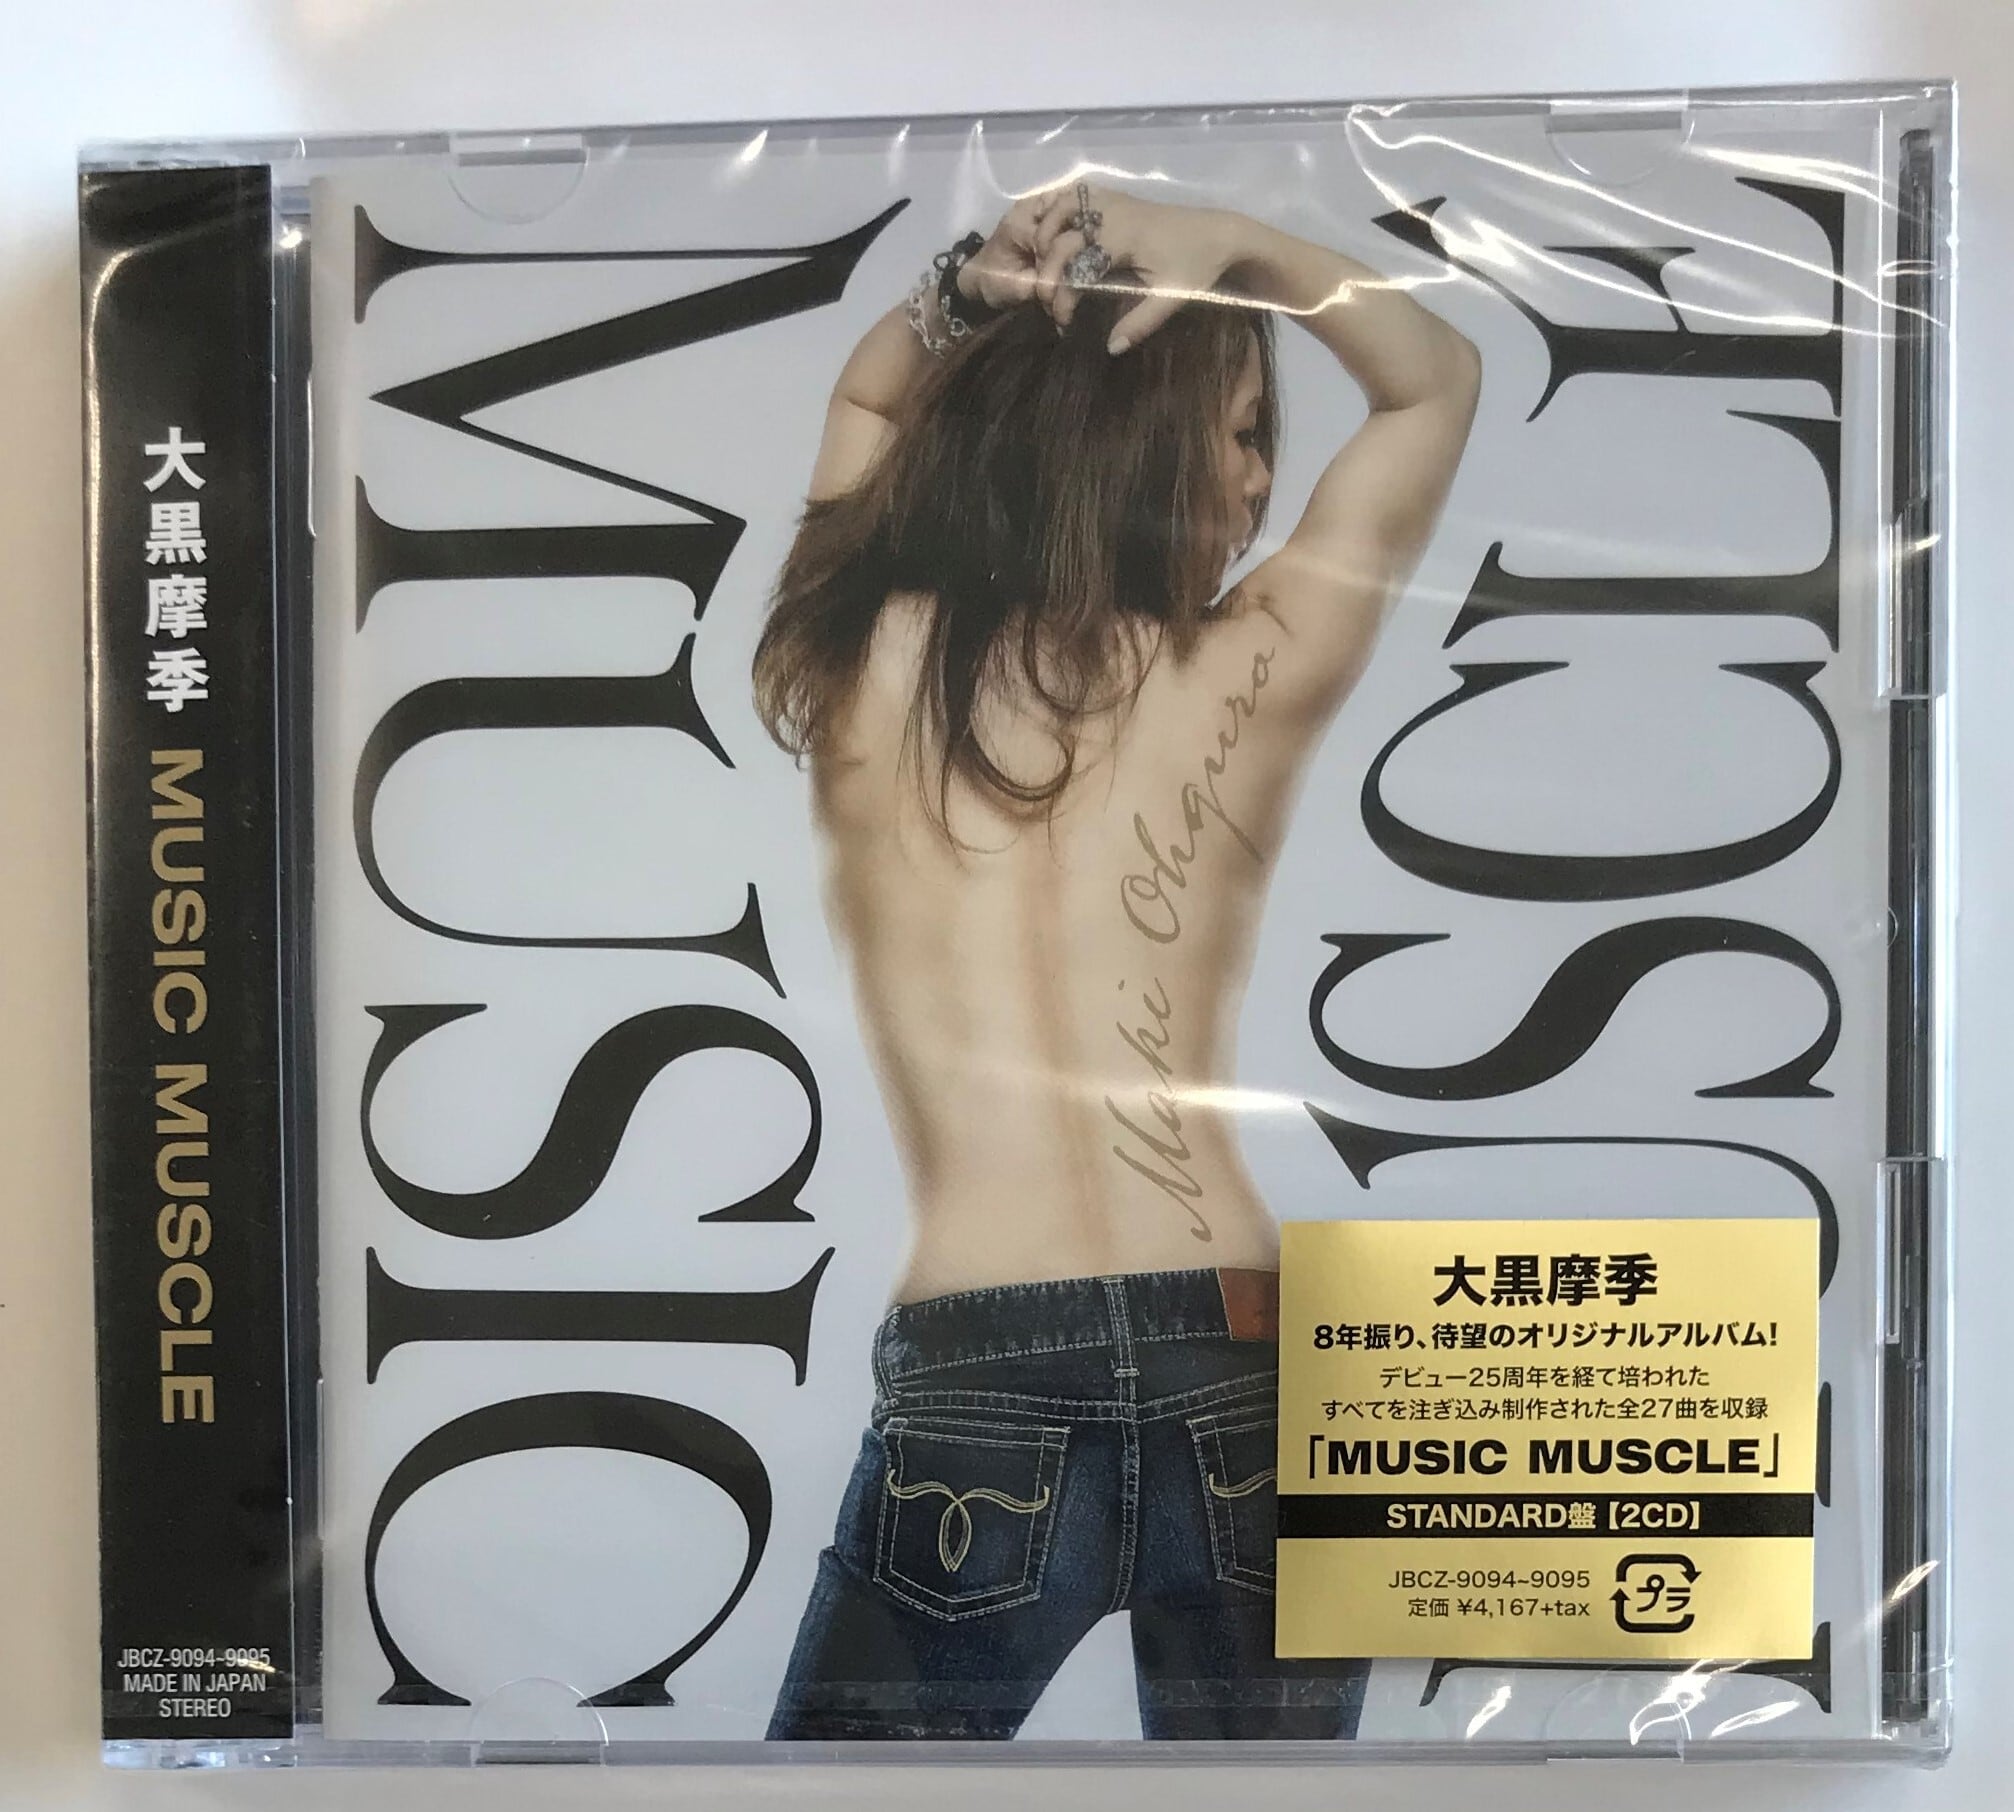 大黒摩季 MUSIC MUSCLE
JBCZ-9094~9095
MADE IN JAPAN
STEREO
MUSIC
MUSCLE
Maki Ohguro
大黒摩季
8年振り、待望のオリジナルアルバム!
デビュー25周年を経て培われた
すべてを注ぎ込み制作された全27曲を収録
「MUSIC MUSCLE」
STANDARD盤【2CD】
JBCZ-9094~9095
定価 ¥4,167+tax
プラ